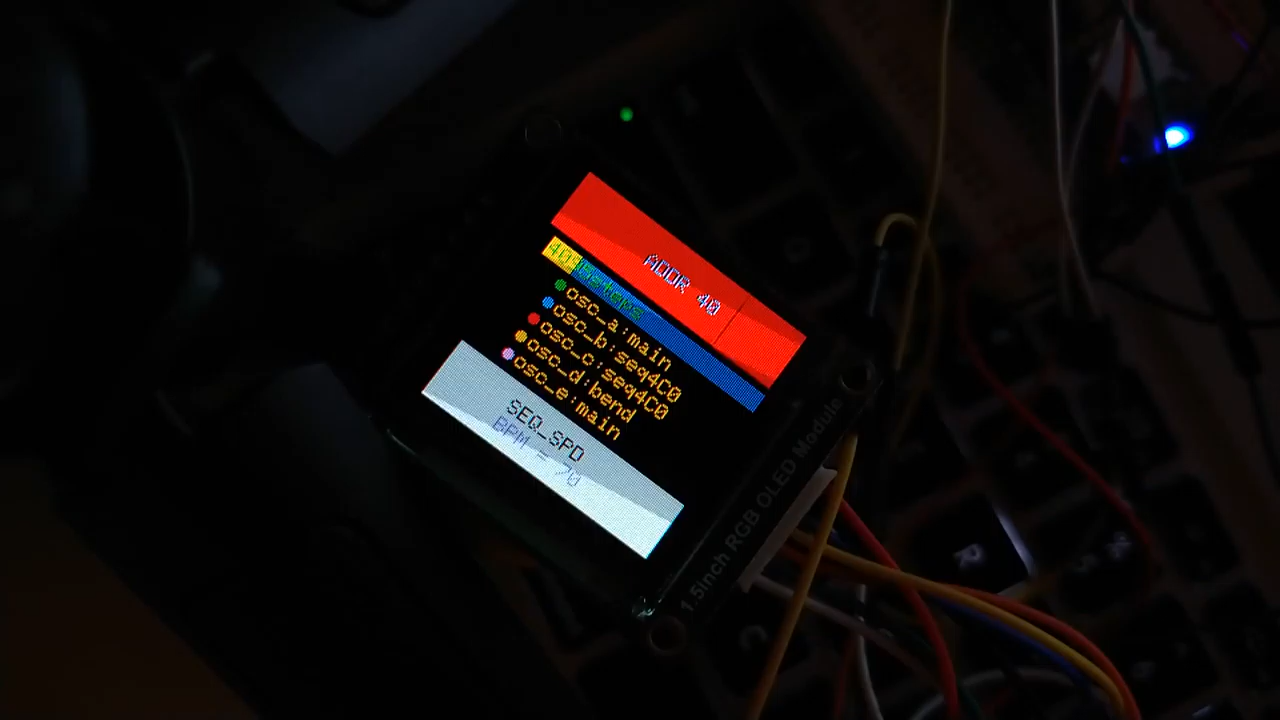 ADDR 40
osc_a:main
osc_b:seq4C0
osc_c:seq4C0
osc_d:bend
osc_e:main
SEQ_SPD
BPM = 70
1.5inch RGB OLED Module
R
C